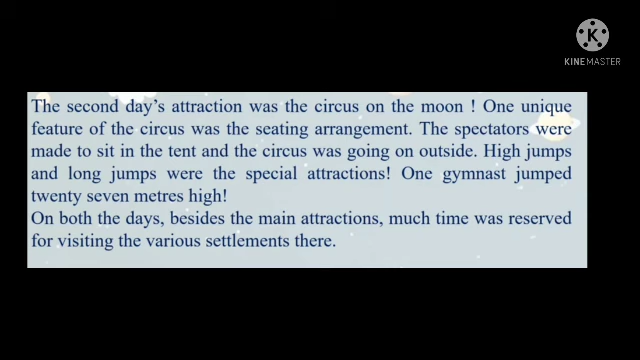 K
KINEMASTER
The second day's attraction was the circus on the moon ! One unique
feature of the circus was the seating arrangement. The spectators were
made to sit in the tent and the circus was going on outside. High jumps
and long jumps were the special attractions! One gymnast jumped
twenty seven metres high!
On both the days, besides the main attractions, much time was reserved
for visiting the various settlements there.